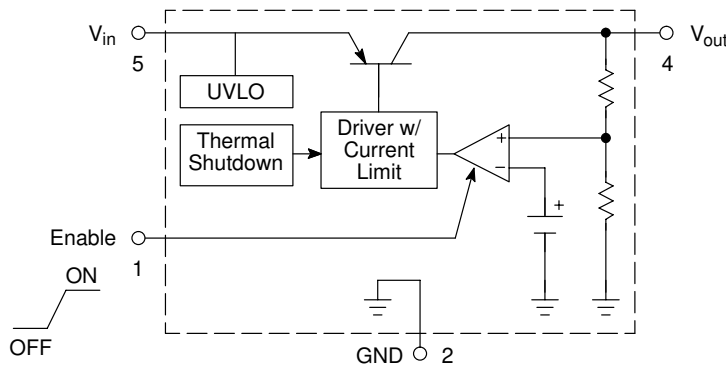 Vin
5
UVLO
Thermal
Shutdown
Driver w/
Current
Limit
+
−
+
Vout
4
Enable
1
ON
OFF
GND
2